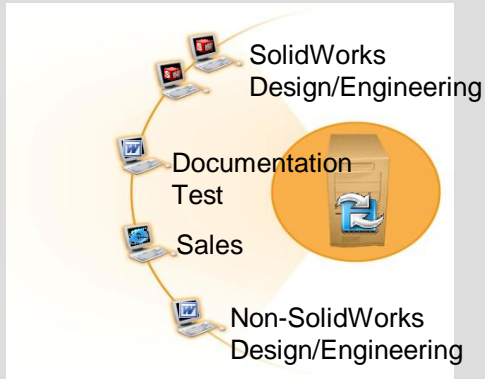 SolidWorks
Design/Engineering
Documentation
Test
Sales
Non-SolidWorks
Design/Engineering